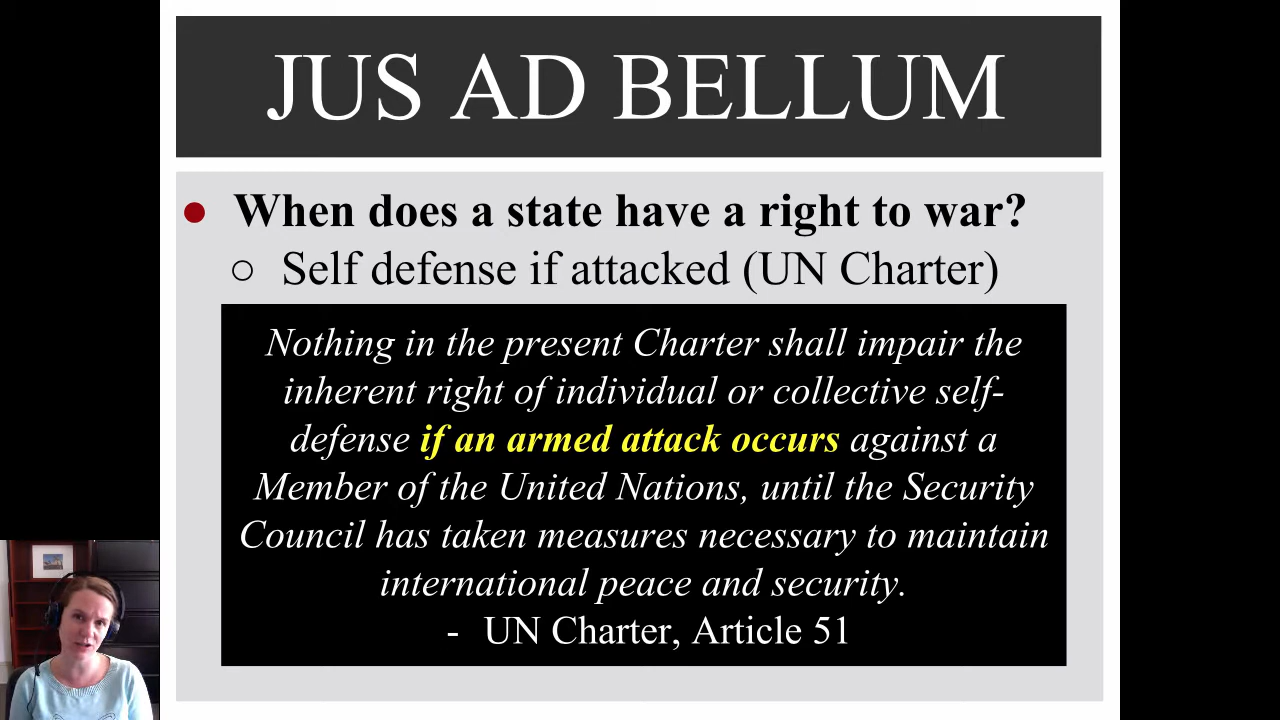 JUS AD BELLUM
● When does a state have a right to war?
○ Self defense if attacked (UN Charter)
Nothing in the present Charter shall impair the
inherent right of individual or collective self-
defense if an armed attack occurs against a
Member of the United Nations, until the Security
Council has taken measures necessary to maintain
international peace and security.
- UN Charter, Article 51